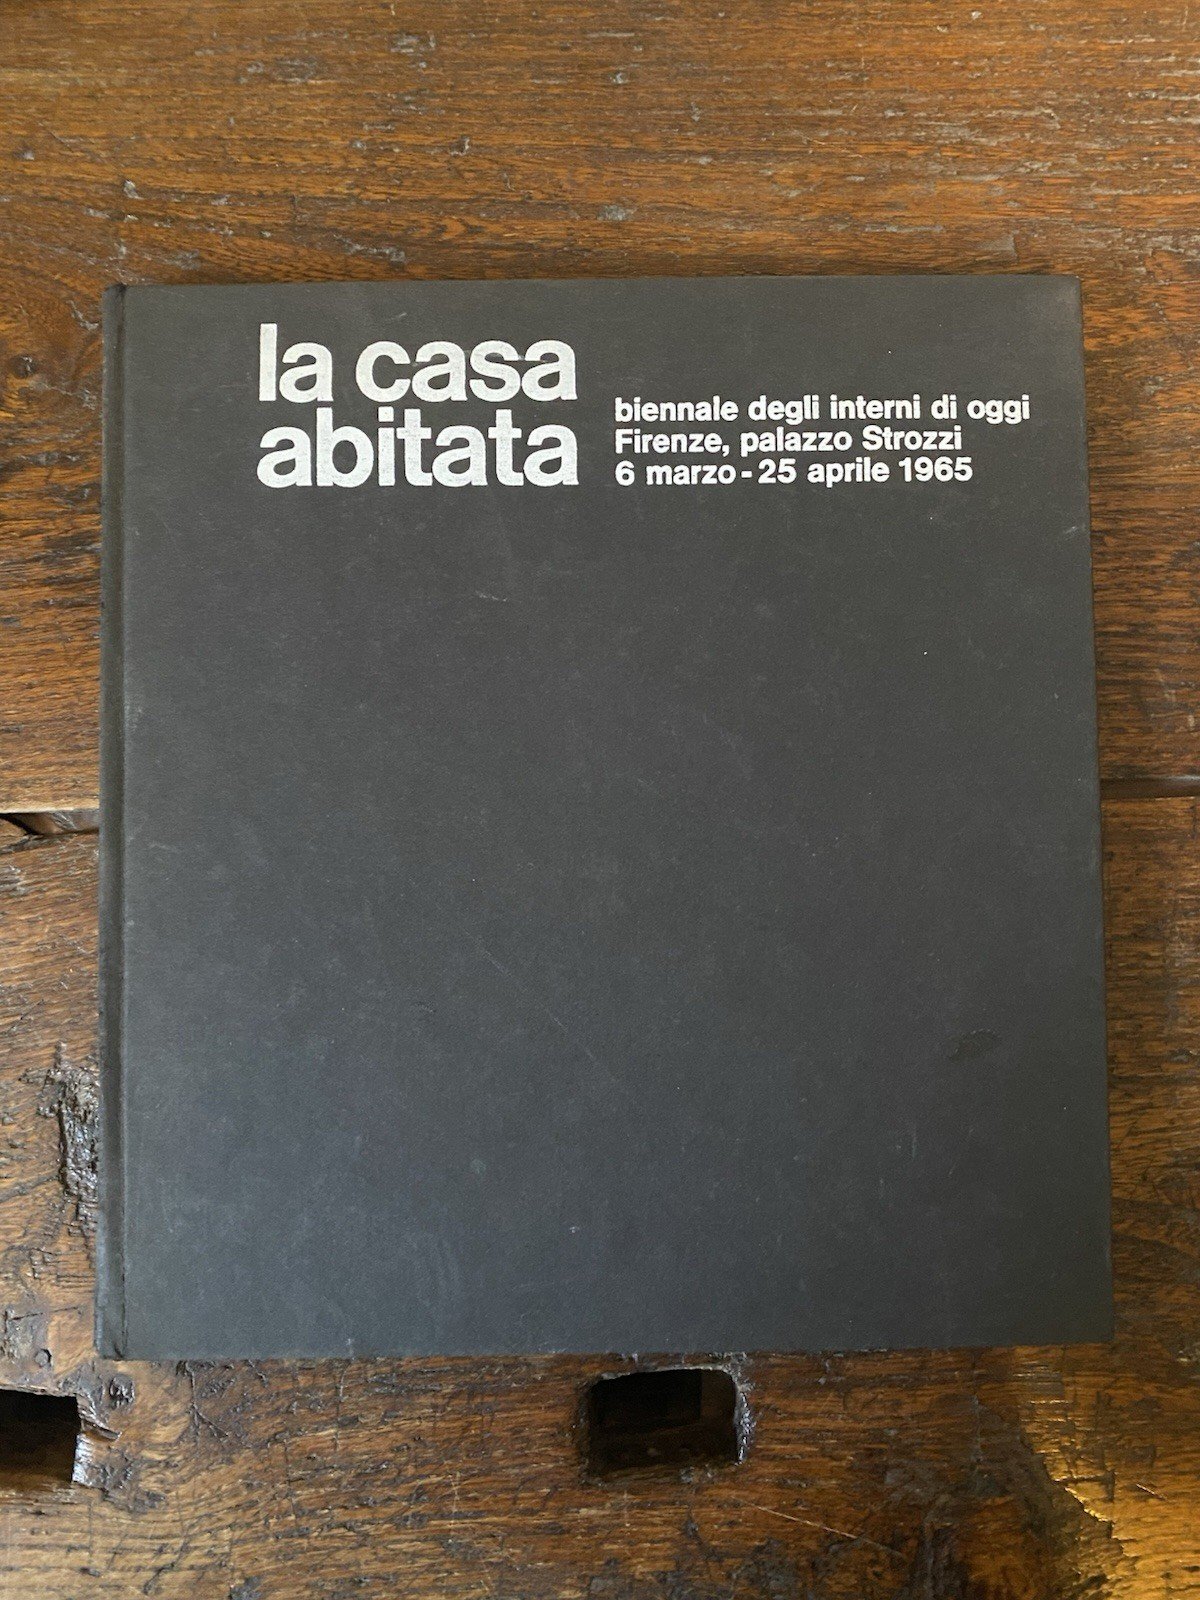 la casa
abitata
biennale degli interni di oggi
Firenze, palazzo Strozzi
6 marzo - 25 aprile 1965